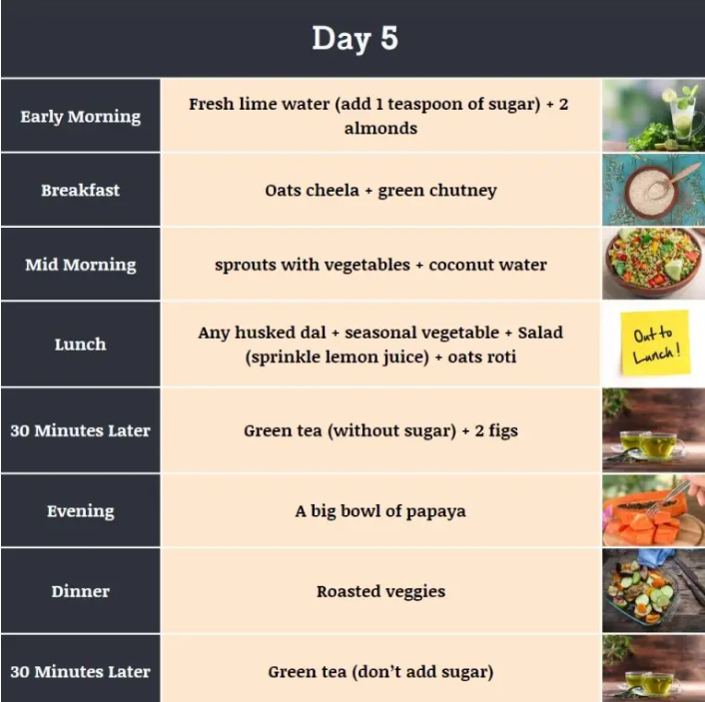 Day 5
Early Morning
Fresh lime water (add 1 teaspoon of sugar) + 2
almonds
Breakfast
Oats cheela + green chutney
Mid Morning
sprouts with vegetables + coconut water
Lunch
Any husked dal + seasonal vegetable + Salad
(sprinkle lemon juice) + oats roti
Out to
Lunch!
30 Minutes Later
Green tea (without sugar) + 2 figs
Evening
A big bowl of papaya
Dinner
Roasted veggies
30 Minutes Later
Green tea (don’t add sugar)